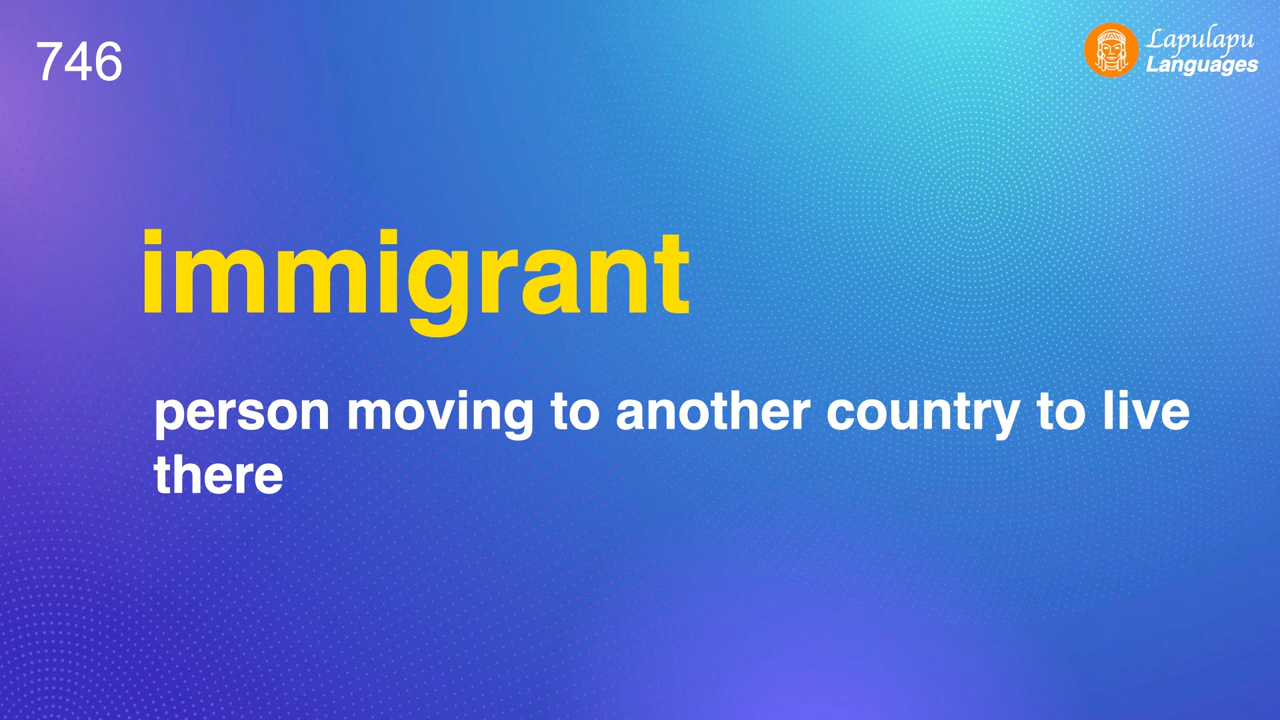 746
Lapulapu
Languages
immigrant
person moving to another country to live
there